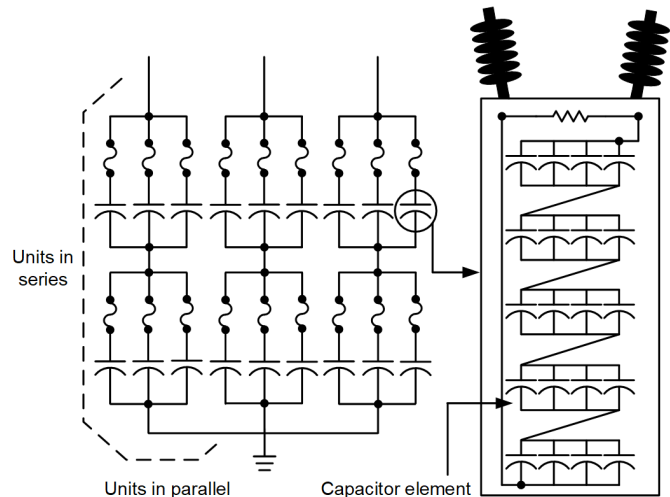 Units in
series
Units in parallel
Capacitor element